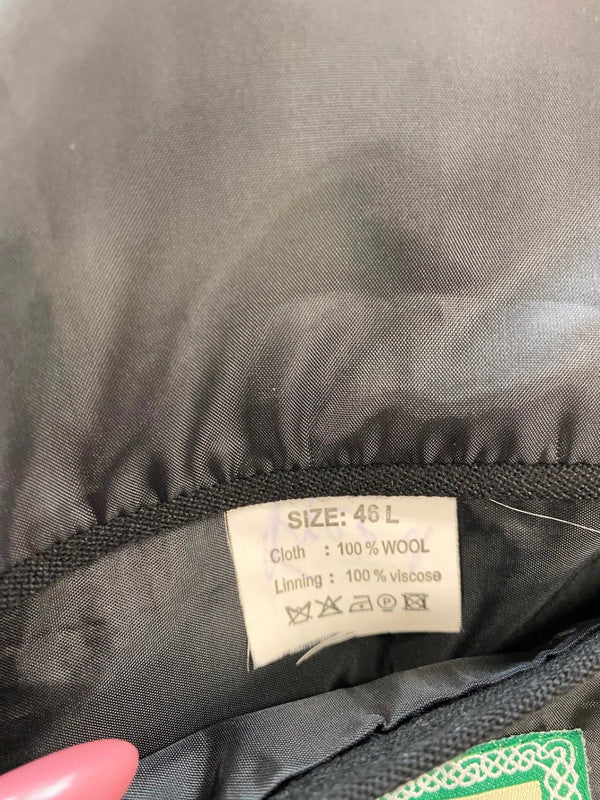 SIZE: 46 L
Cloth : 100 % WOOL
Linning : 100 % viscose